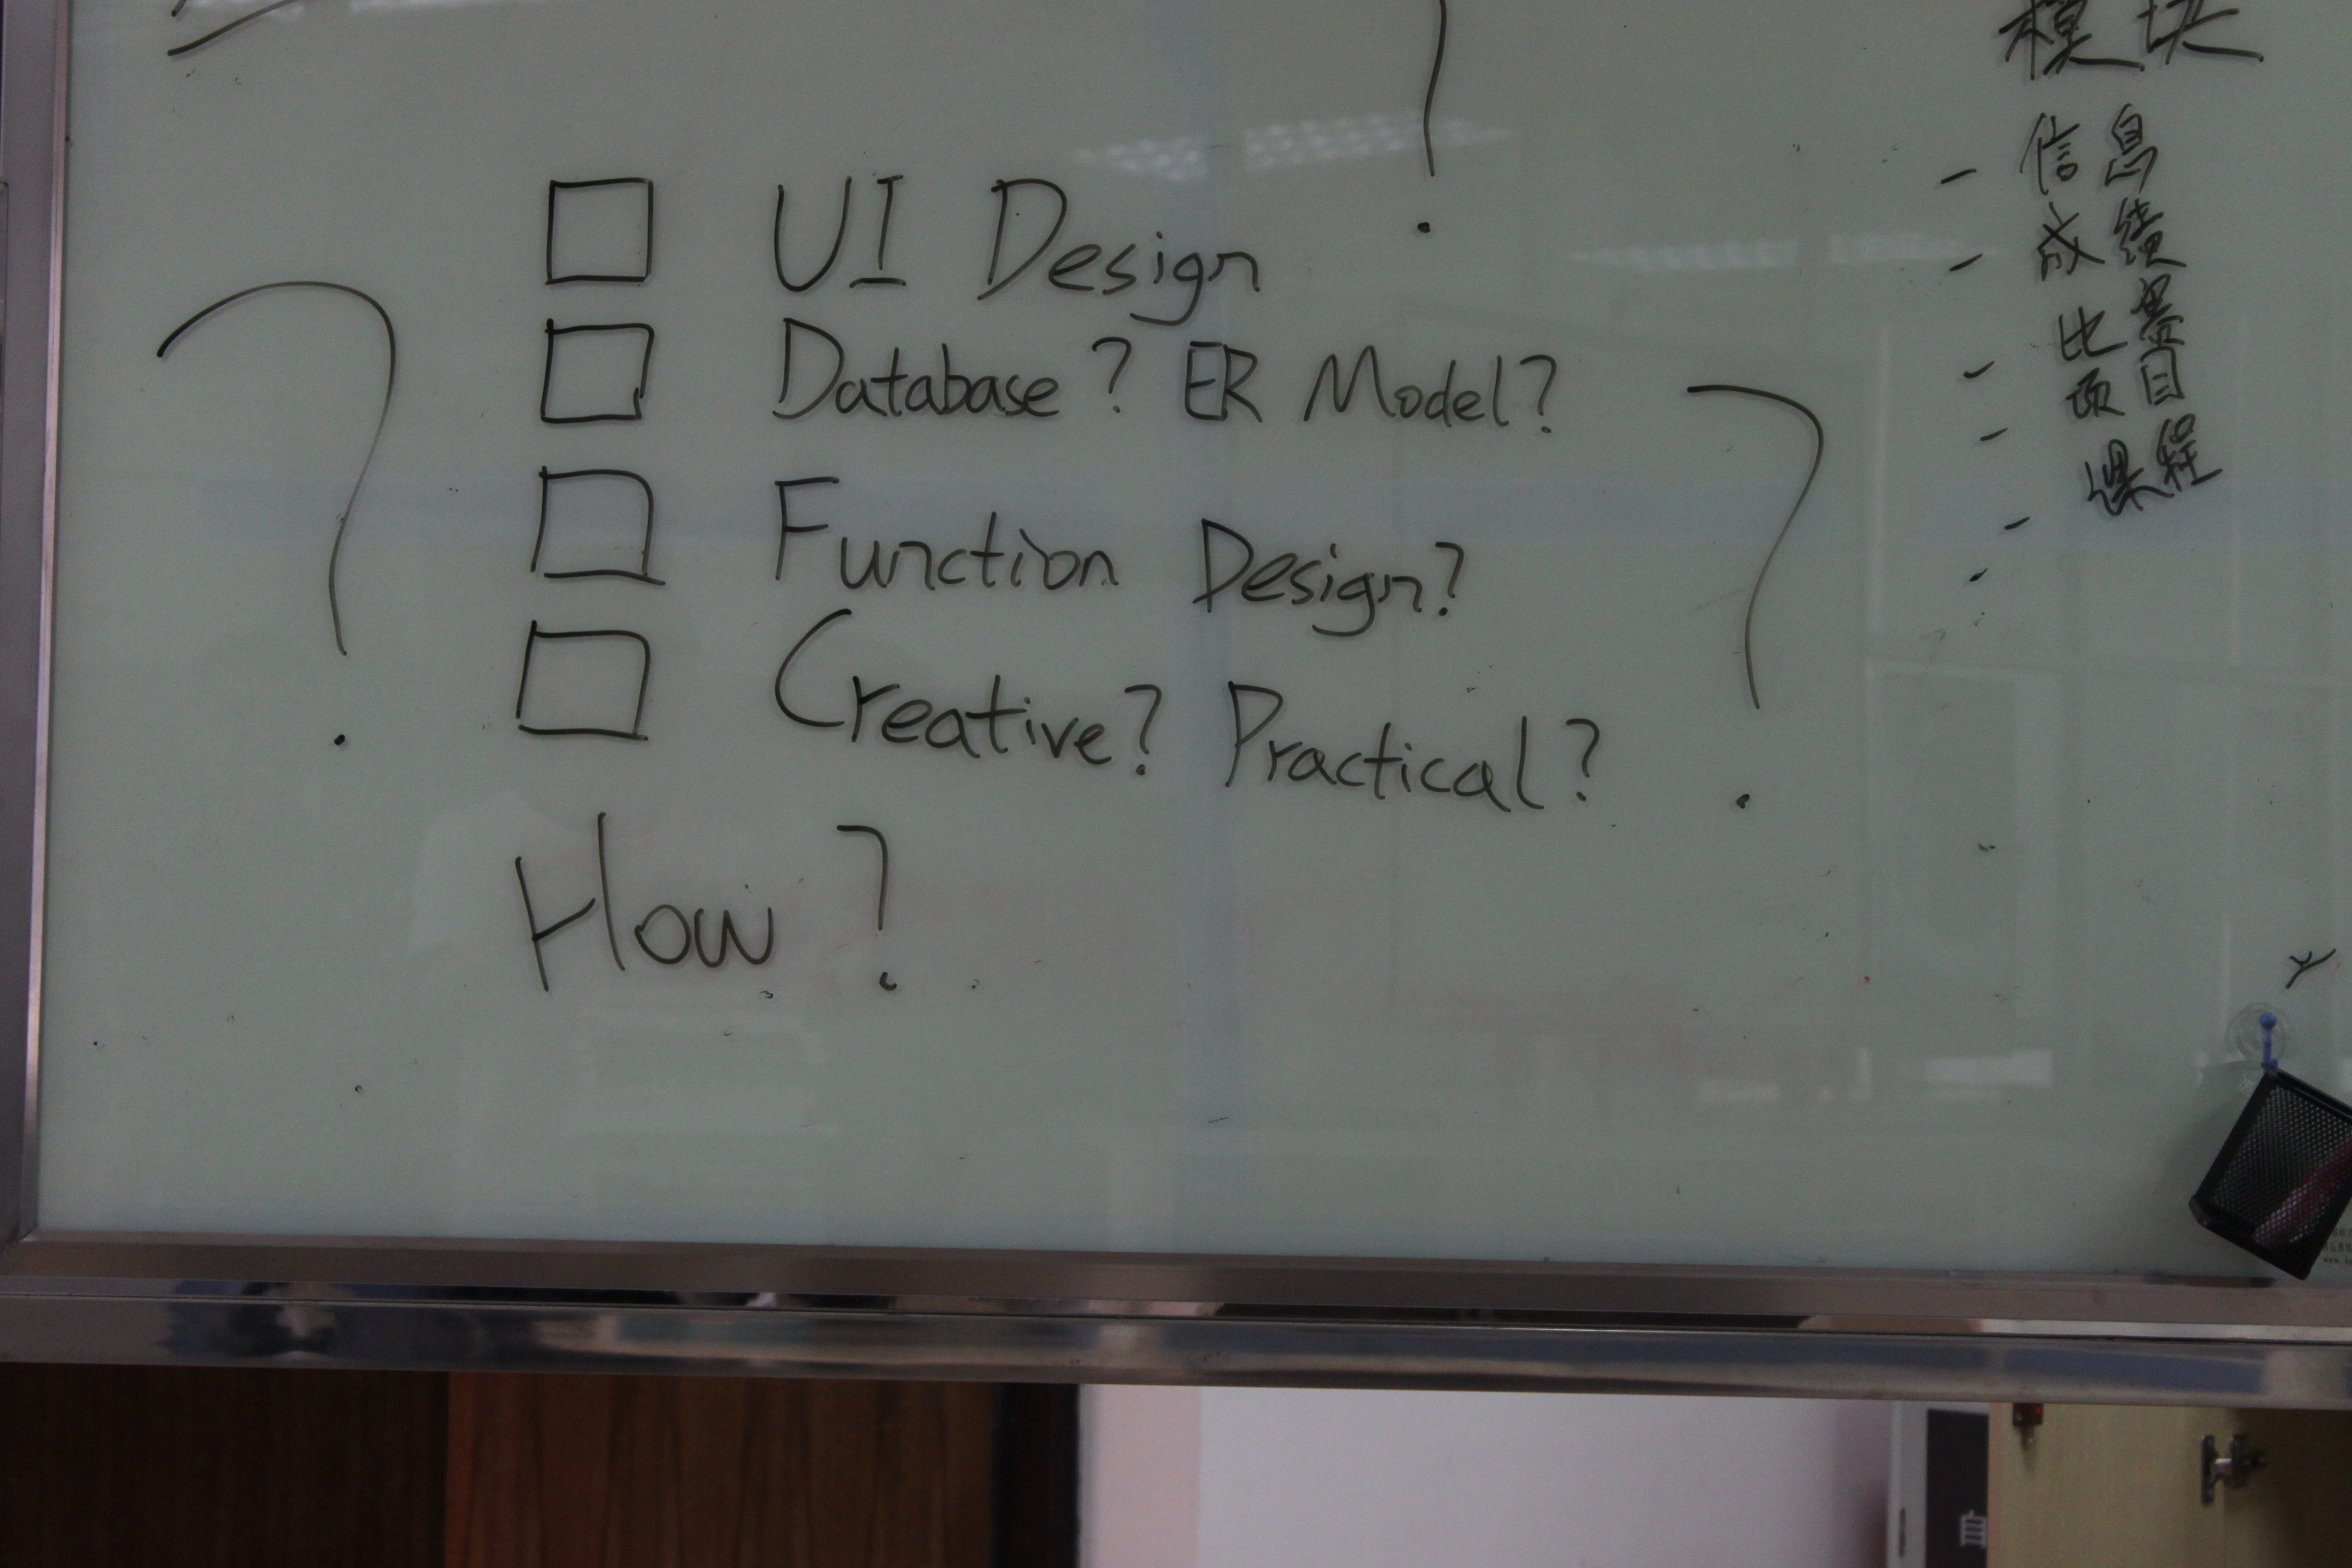 UI Design
Database? ER Model?
Function Design?
Creative? Practical?
How?
模块
- 信息
- 成绩
- 比赛
- 项目
- 课程
自